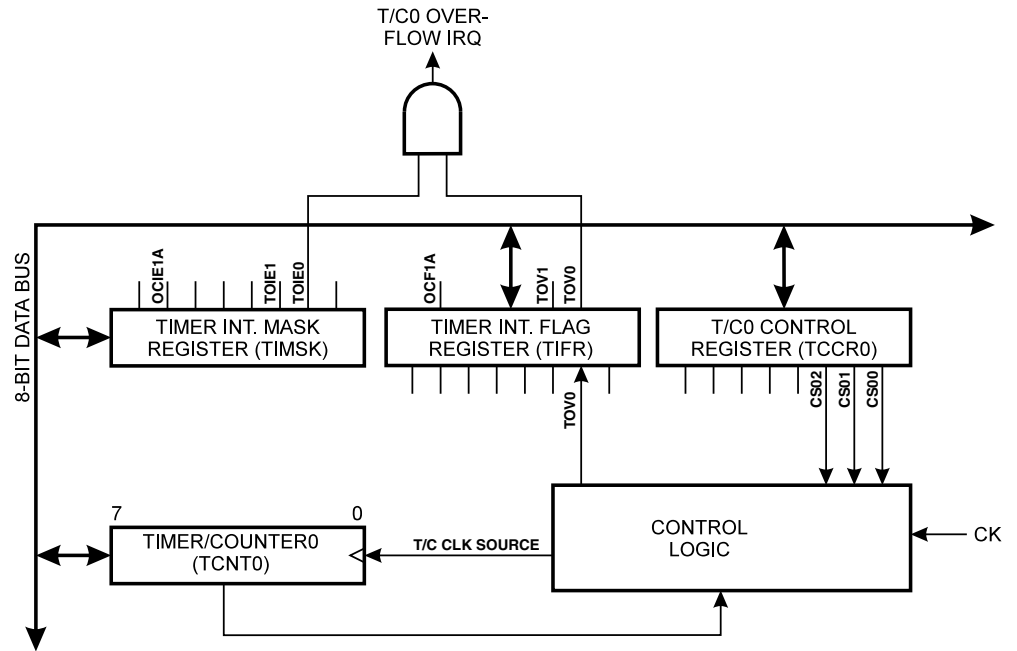 T/C0 OVER-
FLOW IRQ
8-BIT DATA BUS
OCIE1A
TOIE1
TOIE0
OCF1A
TOV1
TOV0
TIMER INT. MASK
REGISTER (TIMSK)
TIMER INT. FLAG
REGISTER (TIFR)
T/C0 CONTROL
REGISTER (TCCR0)
TOV0
CS02
CS01
CS00
7
0
TIMER/COUNTER0
(TCNT0)
T/C CLK SOURCE
CONTROL
LOGIC
CK